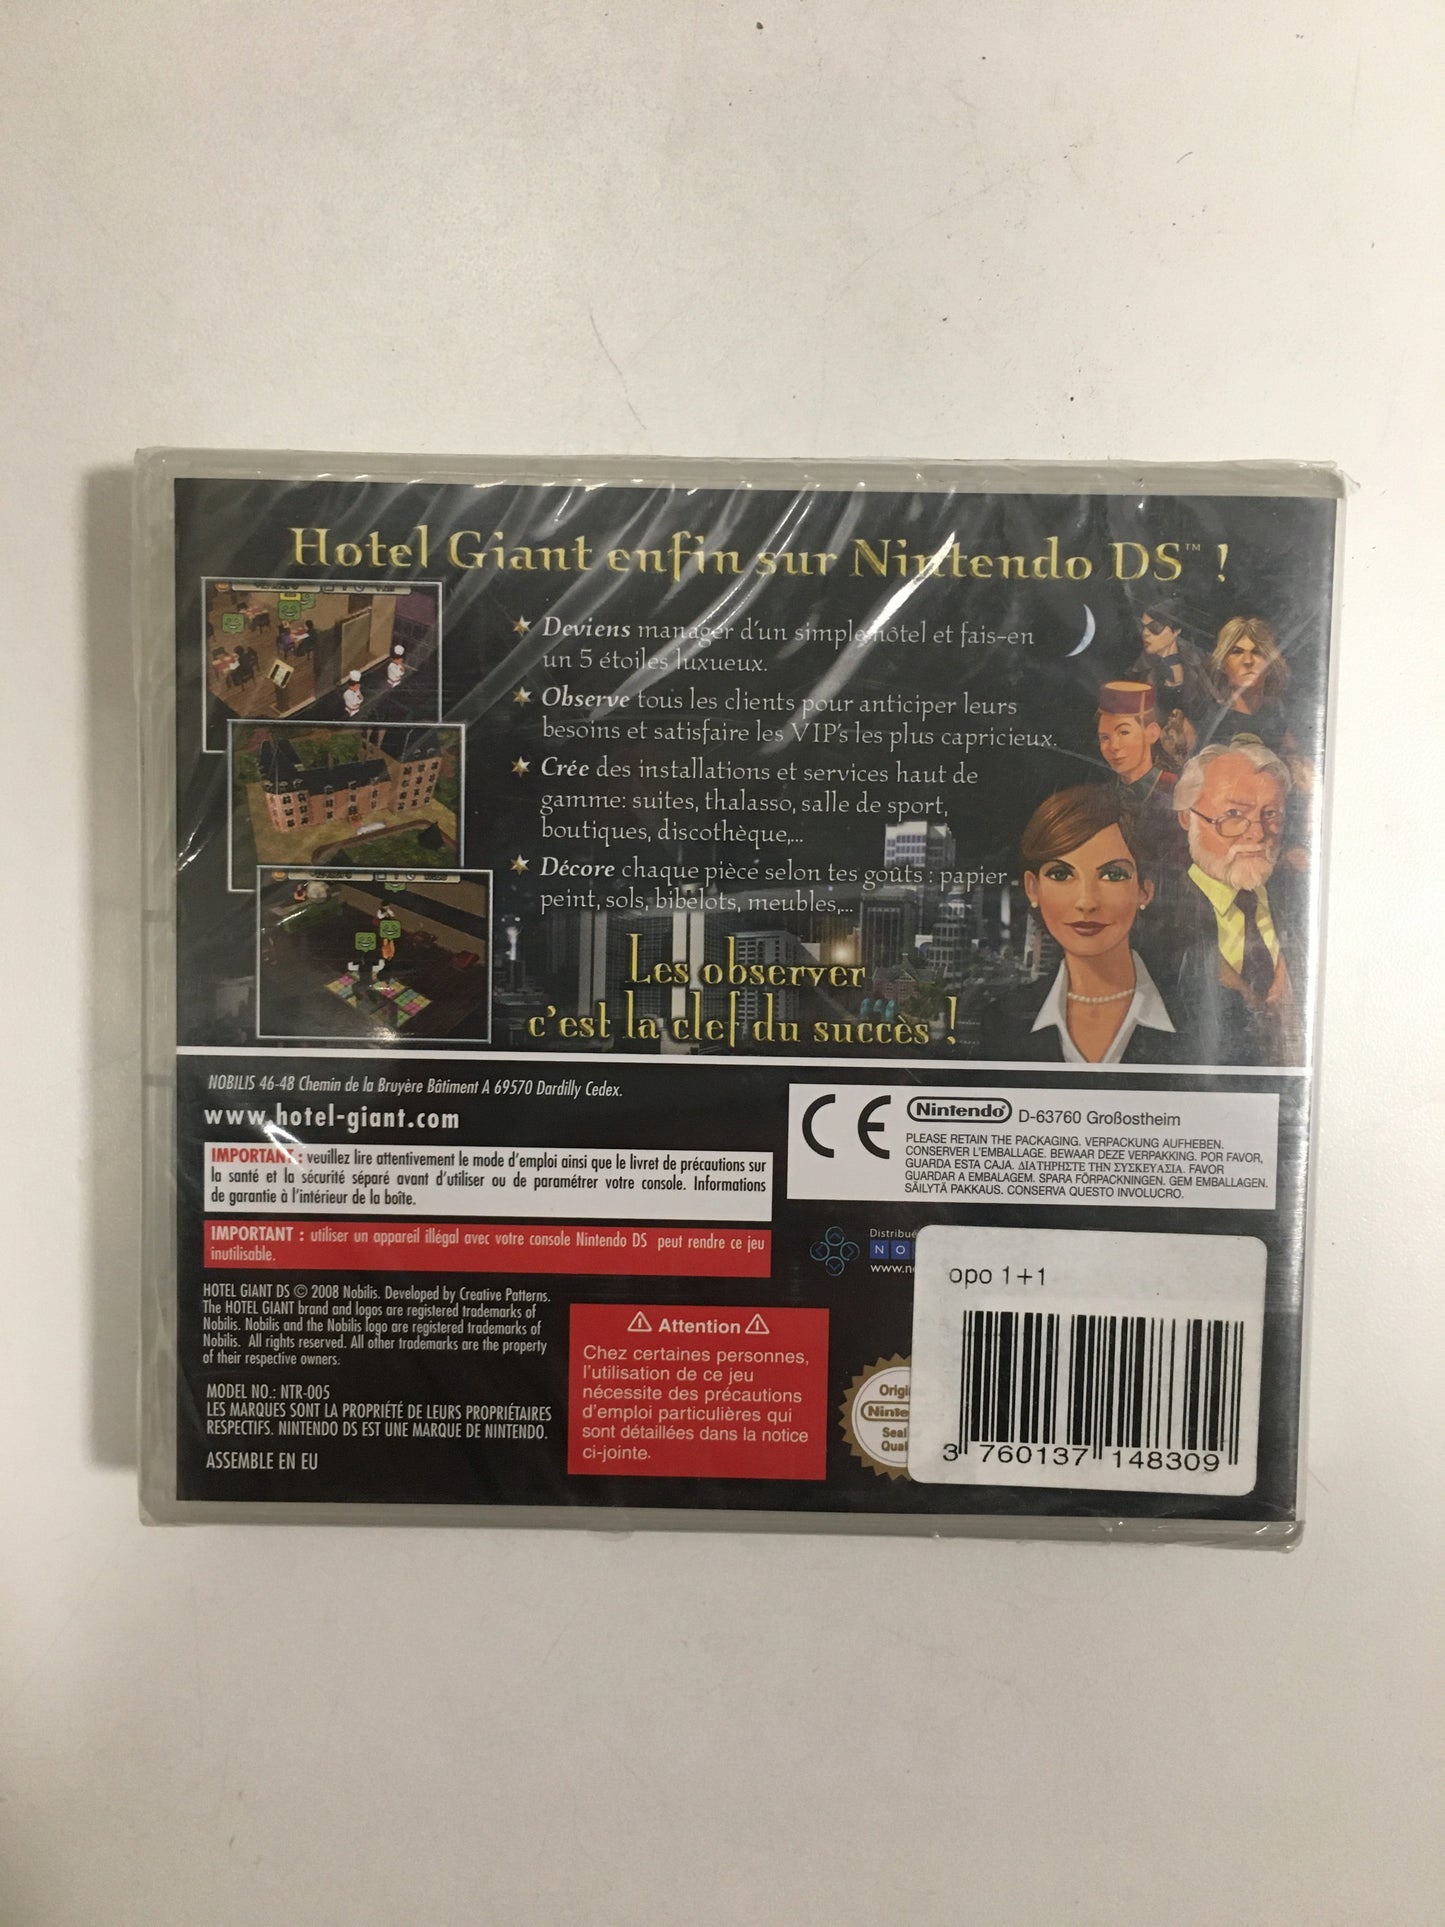 Hotel Giant enfin sur Nintendo DS™ !
Deviens manager d'un simple hôtel et fais-en
un 5 étoiles luxueux.
Observe tous les clients pour anticiper leurs
besoins et satisfaire les VIP's les plus capricieux.
Crée des installations et services haut de
gamme: suites, thalasso, salle de sport,
boutiques, discothèque,...
Décore chaque pièce selon tes goûts : papier
peint, sols, bibelots, meubles,...
Les observer
c'est la clef du succès !
NOBILIS 46-48 Chemin de la Bruyère Bâtiment A 69570 Dardilly Cedex.
www.hotel-giant.com
IMPORTANT : veuillez lire attentivement le mode d'emploi ainsi que le livret de précautions sur
la santé et la sécurité séparé avant d'utiliser ou de paramétrer votre console. Informations
de garantie à l'intérieur de la boîte.
IMPORTANT : utiliser un appareil illégal avec votre console Nintendo DS peut rendre ce jeu
inutilisable.
HOTEL GIANT DS © 2008 Nobilis. Developed by Creative Patterns.
The HOTEL GIANT brand and logos are registered trademarks of
Nobilis. Nobilis and the Nobilis logo are registered trademarks of
Nobilis. All rights reserved. All other trademarks are the property
of their respective owners.
MODEL NO.: NTR-005
LES MARQUES SONT LA PROPRIÉTÉ DE LEURS PROPRIÉTAIRES
RESPECTIFS. NINTENDO DS EST UNE MARQUE DE NINTENDO.
ASSEMBLE EN EU
Attention
Chez certaines personnes,
l'utilisation de ce jeu
nécessite des précautions
d'emploi particulières qui
sont détaillées dans la notice
ci-jointe.
CE
Nintendo® D-63760 Großostheim
PLEASE RETAIN THE PACKAGING. VERPACKUNG AUFHEBEN.
CONSERVER L'EMBALLAGE. BEWAAR DEZE VERPAKKING. POR FAVOR,
GUARDA ESTA CAJA. ΔΙΑΤΗΡΗΣΤΕ ΤΗΝ ΣΥΣΚΕΥΑΣΙΑ. FAVOR
GUARDAR A EMBALAGEM. SPARA FÖRPACKNINGEN. GEM EMBALLAGEN.
SÄILYTÄ PAKKAUS. CONSERVA QUESTO INVOLUCRO.
Distribué
NO
www.n
Origi
Ninte
Seal
Qual
opo 1+1
3 760137 148309